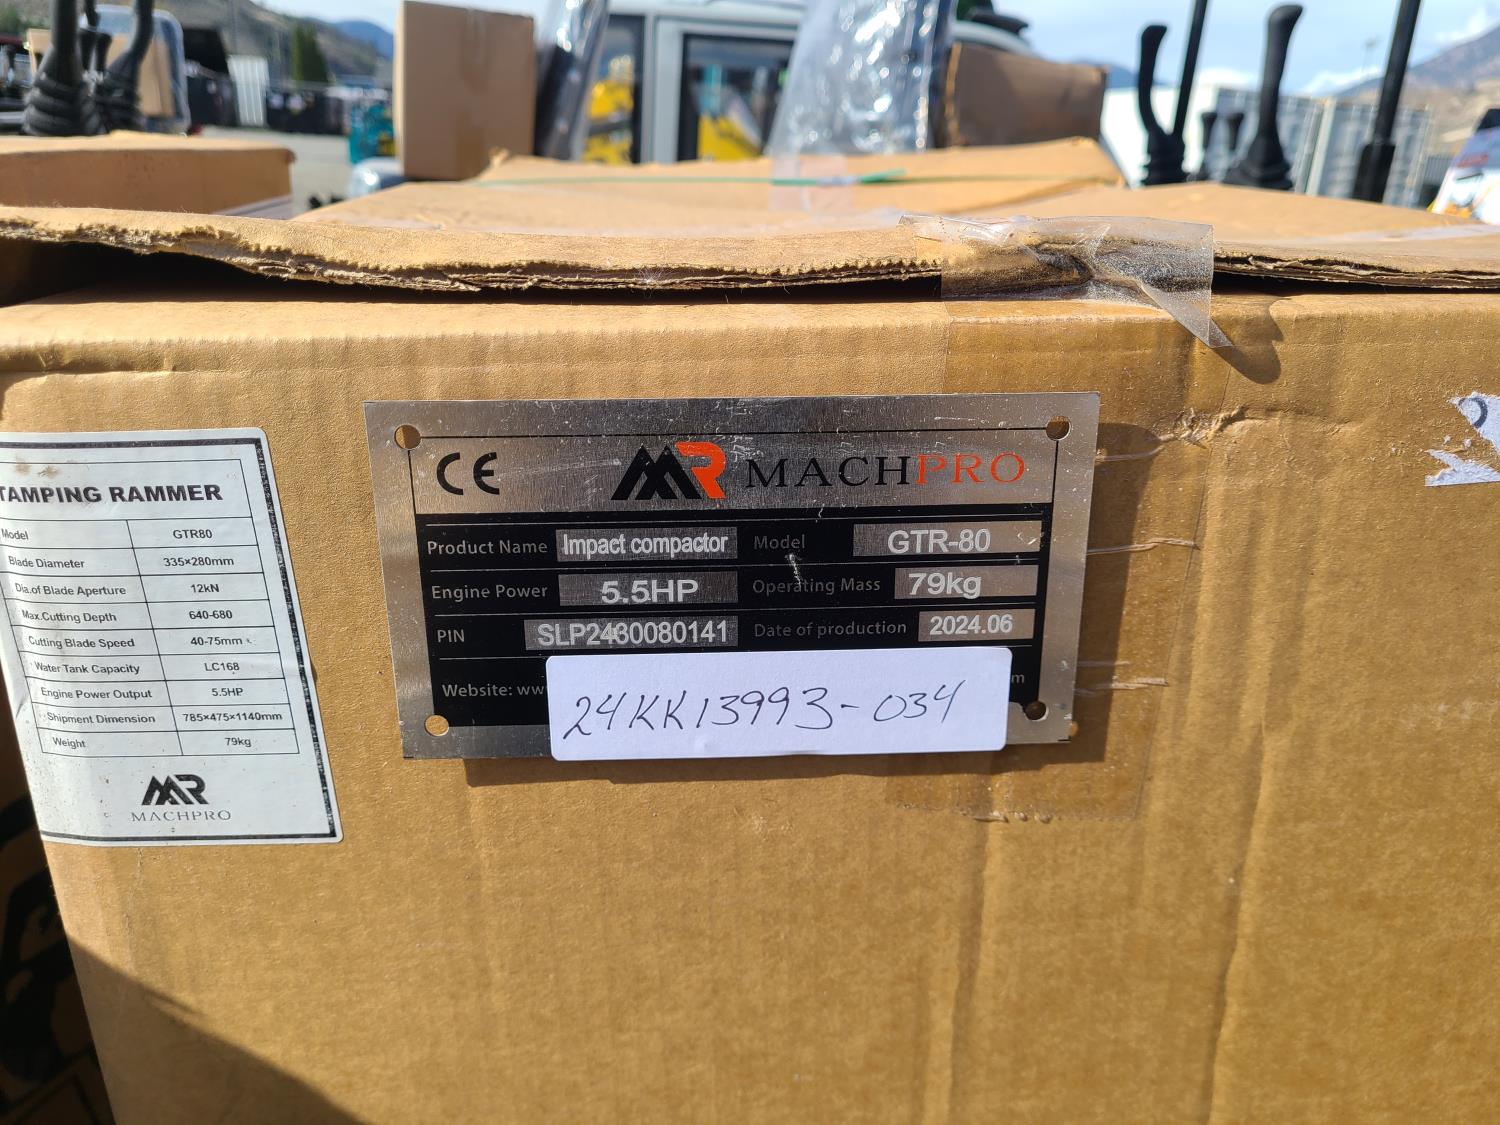 TAMPING RAMMER
Model GTR80
Blade Diameter 335×280mm
Dia.of Blade Aperture 12kN
Max.Cutting Depth 640-680
Cutting Blade Speed 40-75mm
Water Tank Capacity LC168
Engine Power Output 5.5HP
Shipment Dimension 785×475×1140mm
Weight 79kg
MR
MACHPRO
CE MR MACHPRO
Product Name Impact compactor Model GTR-80
Engine Power 5.5HP Operating Mass 79kg
PIN SLP2430080141 Date of production 2024.06
Website:
24KK13993-034